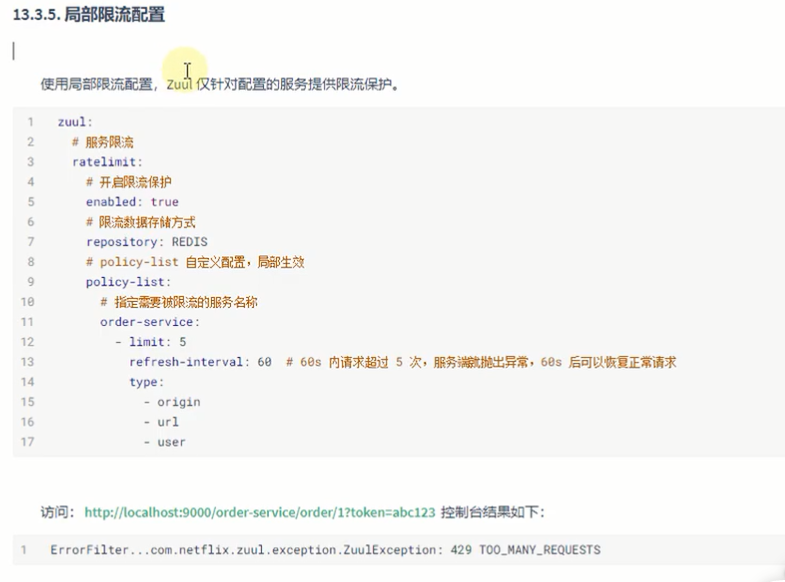 13.3.5. 局部限流配置
使用局部限流配置，Zuul 仅针对配置的服务提供限流保护。
1 zuul:
2 # 服务限流
3 ratelimit:
4 # 开启限流保护
5 enabled: true
6 # 限流数据存储方式
7 repository: REDIS
8 # policy-list 自定义配置，局部生效
9 policy-list:
10 # 指定需要被限流的服务名称
11 order-service:
12 - limit: 5
13 refresh-interval: 60 # 60s 内请求超过 5 次，服务端就抛出异常，60s 后可以恢复正常请求
14 type:
15 - origin
16 - url
17 - user
访问：http://localhost:9000/order-service/order/1?token=abc123 控制台结果如下：
1 ErrorFilter...com.netflix.zuul.exception.ZuulException: 429 TOO_MANY_REQUESTS